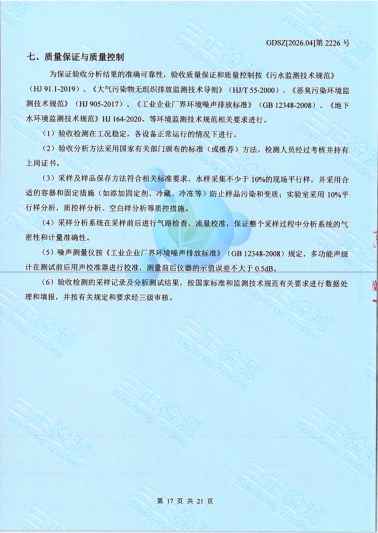 GDSZ[2026.04]第 2226 号
七、质量保证与质量控制
为保证验收分析结果的准确可靠性，验收质量保证和质量控制按《污水监测技术规范》
（HJ 91.1-2019）、《大气污染物无组织排放监测技术导则》（HJ/T 55-2000）、《恶臭污染环境监
测技术规范》（HJ 905-2017）、《工业企业厂界环境噪声排放标准》（GB 12348-2008）、《地下
水环境监测技术规范》HJ 164-2020、等环境监测技术规范相关要求进行。
（1）验收检测在工况稳定，各设备正常运行的情况下进行。
（2）验收分析方法采用国家有关部门颁布的标准（或推荐）方法，检测人员经过考核并持有
上岗证书。
（3）采样及样品保存方法符合相关标准要求，水样采集不少于 10%的现场平行样，并采用合
适的容器和固定措施（如添加固定剂、冷藏、冷冻等）防止样品污染和变质；实验室采用 10%平
行样分析、质控样分析、空白样分析等质控措施。
（4）采样分析系统在采样前后进行气路检查、流量校准，保证整个采样过程中分析系统的气
密性和计量准确性。
（5）噪声测量仪按《工业企业厂界环境噪声排放标准》（GB 12348-2008）规定，多功能声级
计在测试前后用声校准器进行校准，测量前后仪器的示值误差不大于 0.5dB。
（6）验收检测的采样记录及分析测试结果，按国家标准和监测技术规范有关要求进行数据处
理和填报，并按有关规定和要求经三级审核。
三正检测
第 17 页 共 21 页